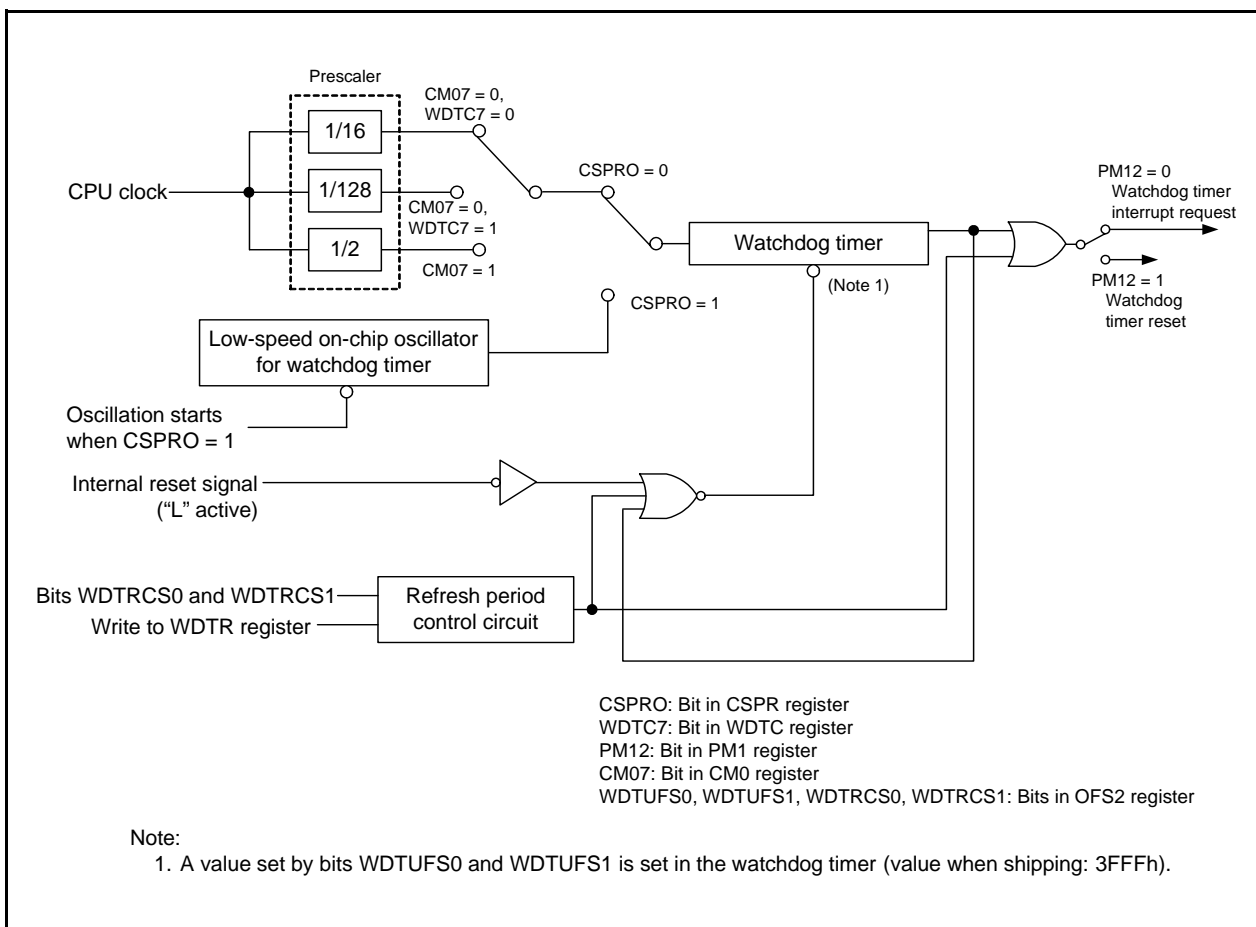 Prescaler
CM07 = 0,
WDTC7 = 0
1/16
CSPRO = 0
PM12 = 0
Watchdog timer
interrupt request
CPU clock
1/128
CM07 = 0,
WDTC7 = 1
1/2
CM07 = 1
Watchdog timer
(Note 1)
PM12 = 1
Watchdog
timer reset
CSPRO = 1
Low-speed on-chip oscillator
for watchdog timer
Oscillation starts
when CSPRO = 1
Internal reset signal
(“L” active)
Bits WDTRCS0 and WDTRCS1
Write to WDTR register
Refresh period
control circuit
CSPRO: Bit in CSPR register
WDTC7: Bit in WDTC register
PM12: Bit in PM1 register
CM07: Bit in CM0 register
WDTUFS0, WDTUFS1, WDTRCS0, WDTRCS1: Bits in OFS2 register
Note:
1. A value set by bits WDTUFS0 and WDTUFS1 is set in the watchdog timer (value when shipping: 3FFFh).